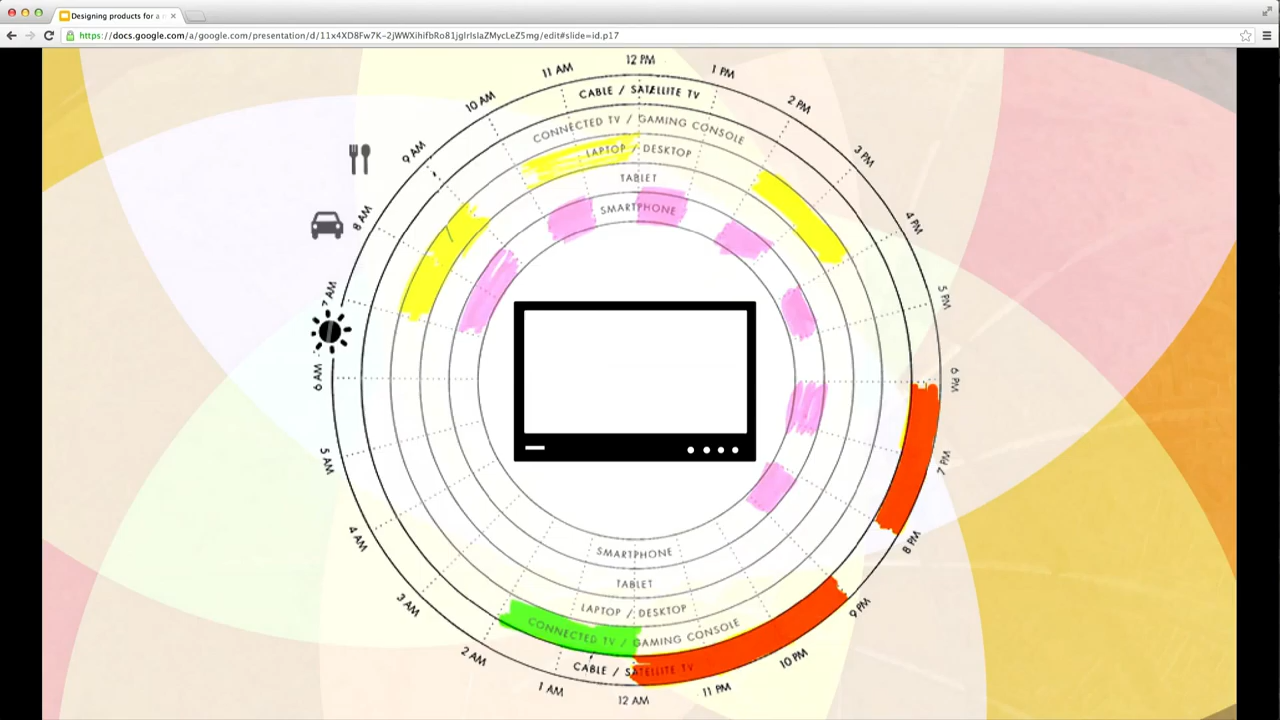 Designing products for a
https://docs.google.com/a/google.com/presentation/d/11x4XD8Fw7K-2jWWXihifbRo81jglrlsIaZMycLeZ5mg/edit#slide=id.p17
12 PM
11 AM
1 PM
CABLE / SATELLITE TV
10 AM
2 PM
CONNECTED TV / GAMING CONSOLE
9 AM
LAPTOP / DESKTOP
3 PM
TABLET
8 AM
SMARTPHONE
4 PM
7 AM
5 PM
6 AM
6 PM
5 AM
7 PM
4 AM
8 PM
SMARTPHONE
TABLET
3 AM
LAPTOP / DESKTOP
9 PM
CONNECTED TV / GAMING CONSOLE
2 AM
10 PM
CABLE / SATELLITE TV
1 AM
11 PM
12 AM